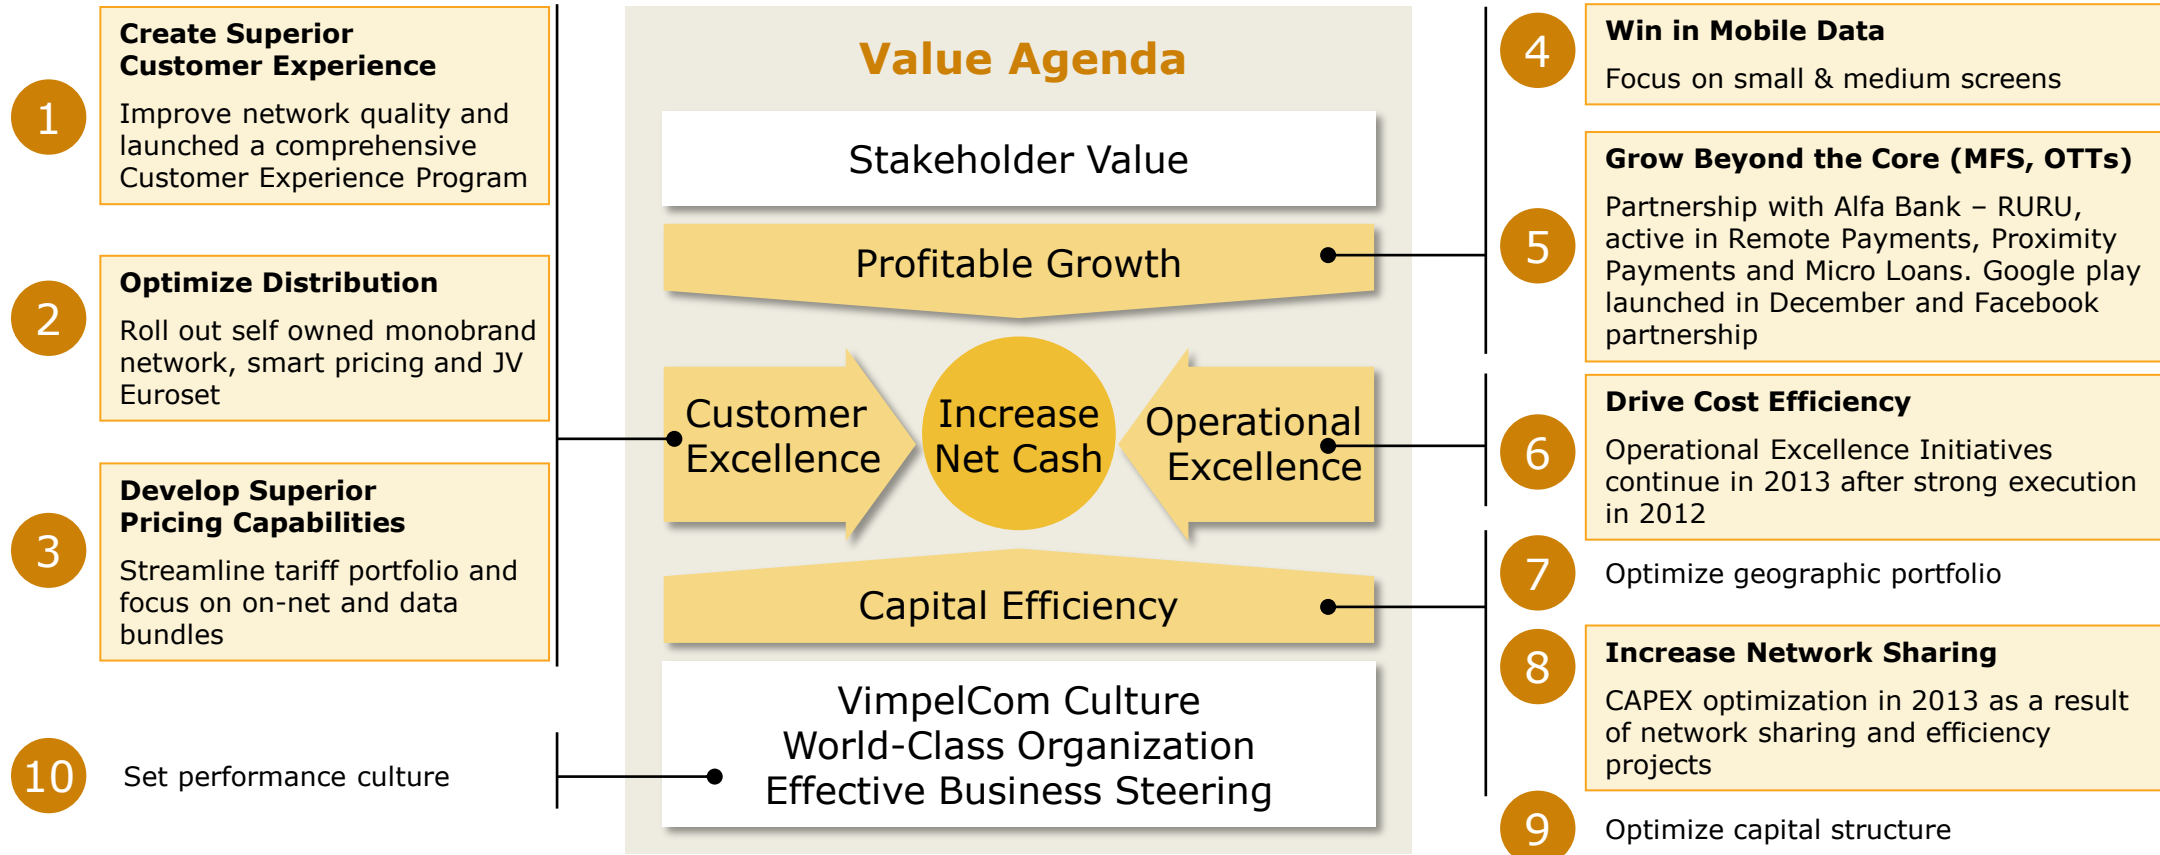 1
Create Superior
Customer Experience
Improve network quality and
launched a comprehensive
Customer Experience Program
2
Optimize Distribution
Roll out self owned monobrand
network, smart pricing and JV
Euroset
3
Develop Superior
Pricing Capabilities
Streamline tariff portfolio and
focus on on-net and data
bundles
10
Set performance culture
Value Agenda
Stakeholder Value
Profitable Growth
Customer
Excellence
Increase
Net Cash
Operational
Excellence
Capital Efficiency
VimpelCom Culture
World-Class Organization
Effective Business Steering
4
Win in Mobile Data
Focus on small & medium screens
5
Grow Beyond the Core (MFS, OTTs)
Partnership with Alfa Bank – RURU,
active in Remote Payments, Proximity
Payments and Micro Loans. Google play
launched in December and Facebook
partnership
6
Drive Cost Efficiency
Operational Excellence Initiatives
continue in 2013 after strong execution
in 2012
7
Optimize geographic portfolio
8
Increase Network Sharing
CAPEX optimization in 2013 as a result
of network sharing and efficiency
projects
9
Optimize capital structure